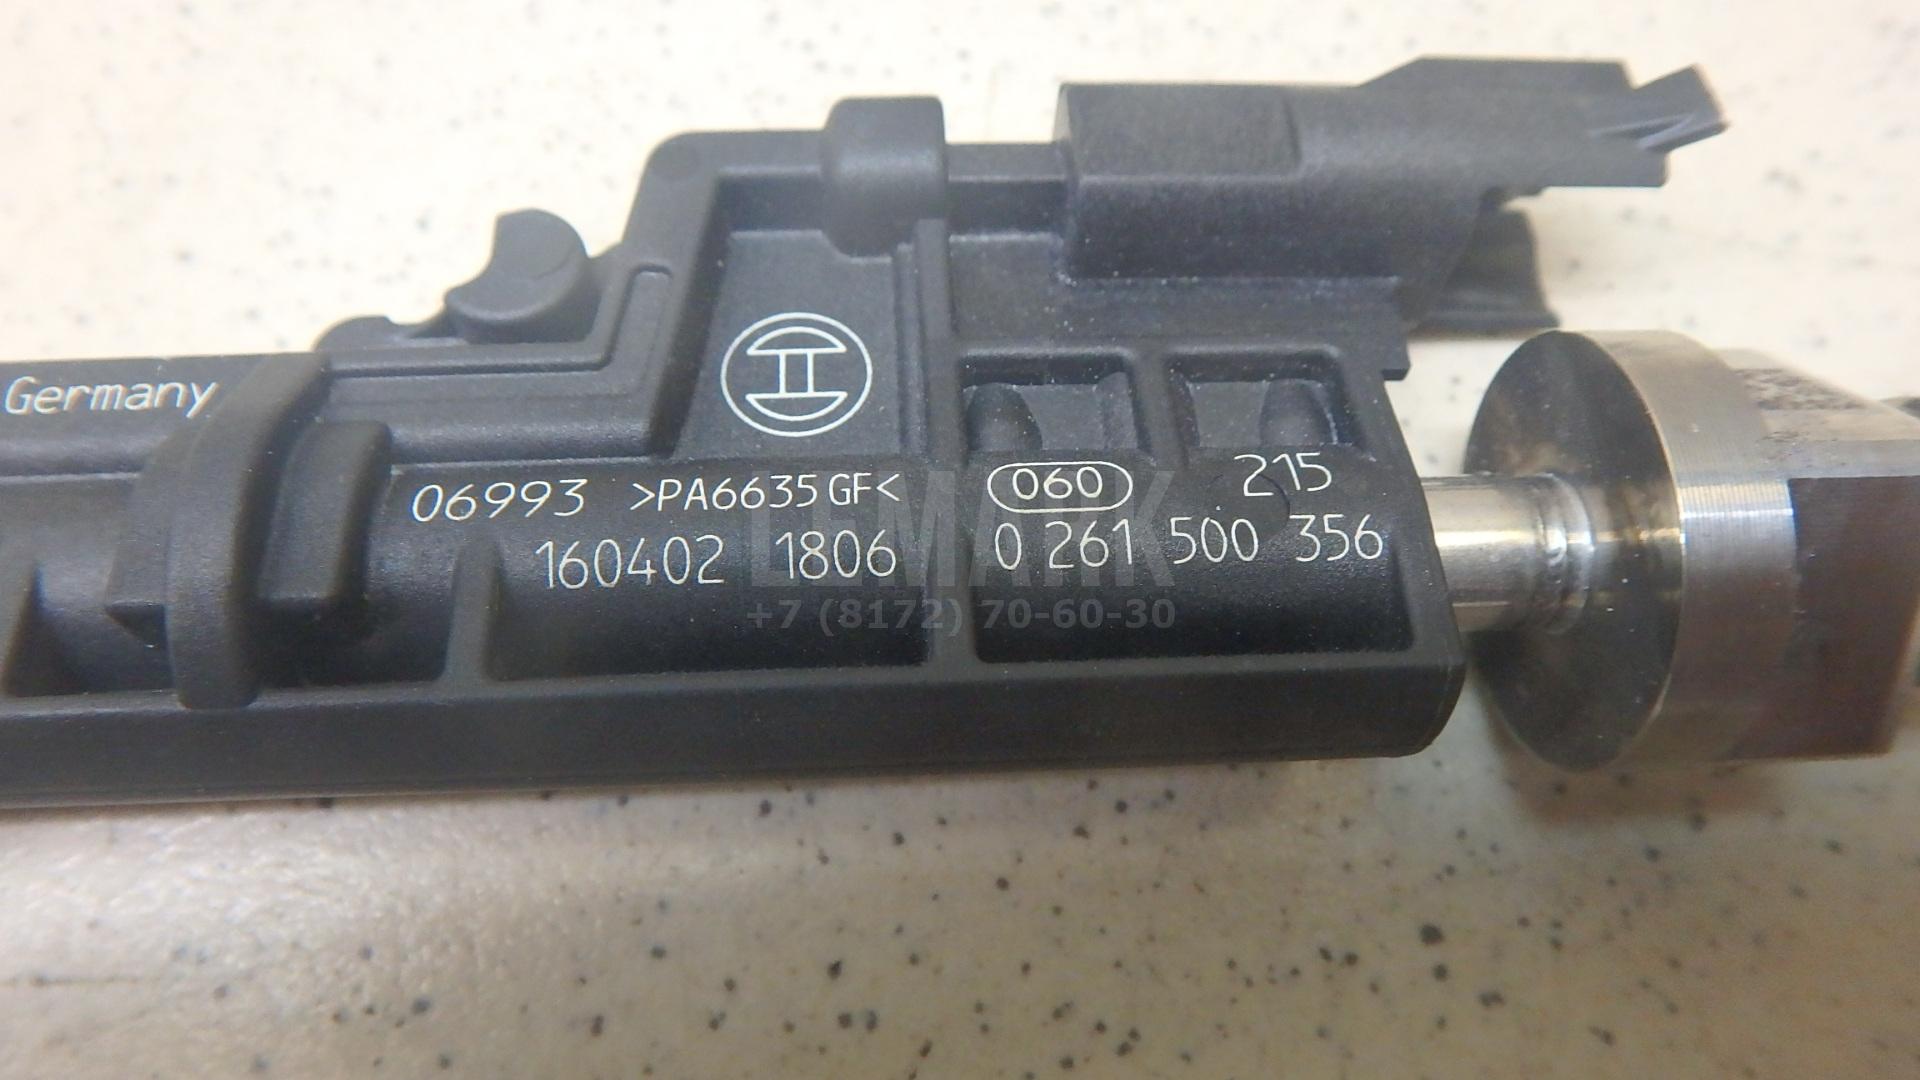 Germany
06993 >PA6635GF< 060 215
160402 1806 0 261 500 356
LEMARK
+7 (8172) 70-60-30